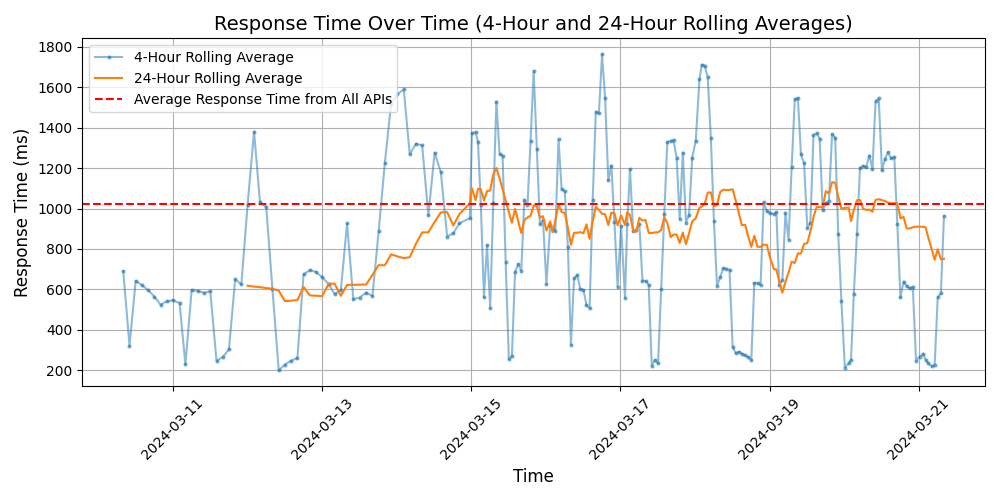 Response Time Over Time (4-Hour and 24-Hour Rolling Averages)
4-Hour Rolling Average
24-Hour Rolling Average
Average Response Time from All APIs
Response Time (ms)
1800
1600
1400
1200
1000
800
600
400
200
2024-03-11
2024-03-13
2024-03-15
2024-03-17
2024-03-19
2024-03-21
Time